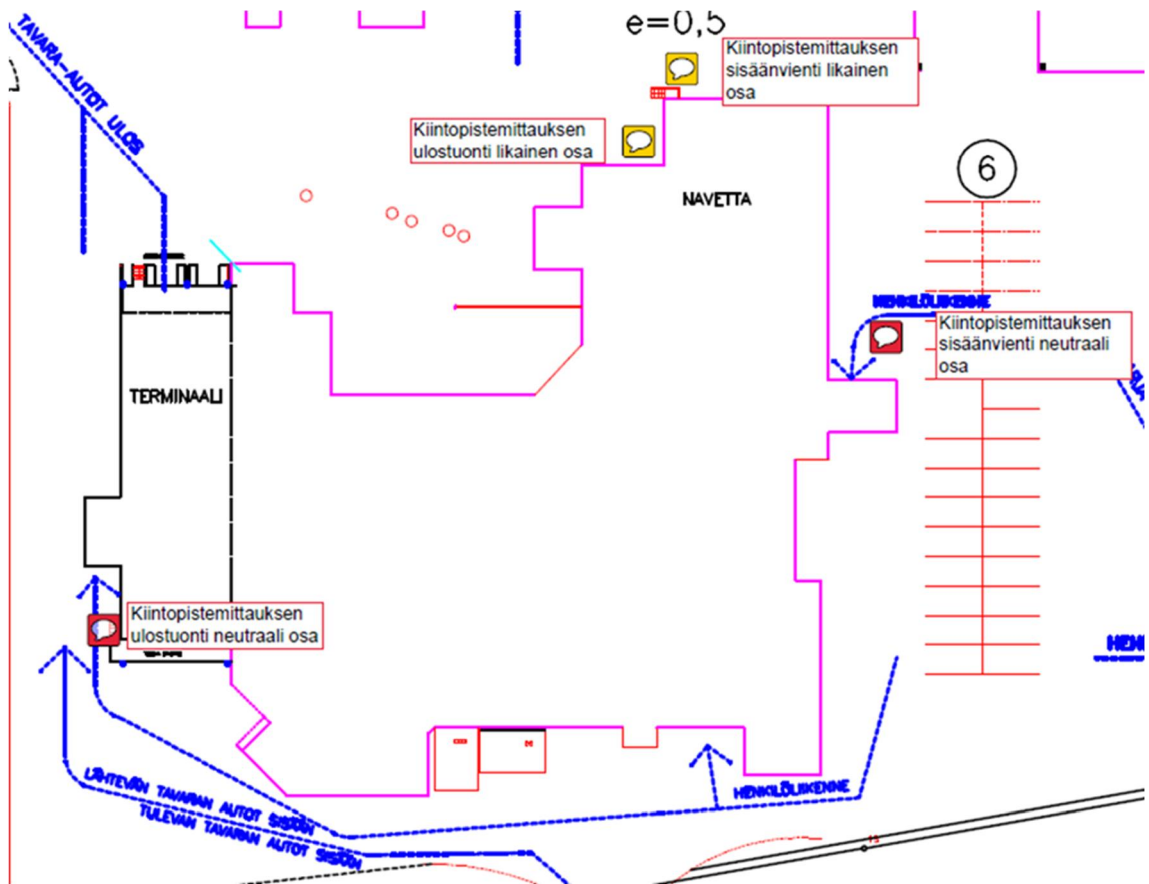 e=0,5
Kiintopistemittauksen
sisäänvienti likainen
osa
TAVARA-AUTOT ULOS
Kiintopistemittauksen
ulostuonti likainen osa
6
NAVETTA
HENKILÖLIIKENNE
Kiintopistemittauksen
sisäänvienti neutraali
osa
TERMINAALI
Kiintopistemittauksen
ulostuonti neutraali osa
HEN
LÄHTEVÄN TAVARAN AUTOT SISÄÄN
TULEVAN TAVARAN AUTOT SISÄÄN
HENKILÖLIIKENNE